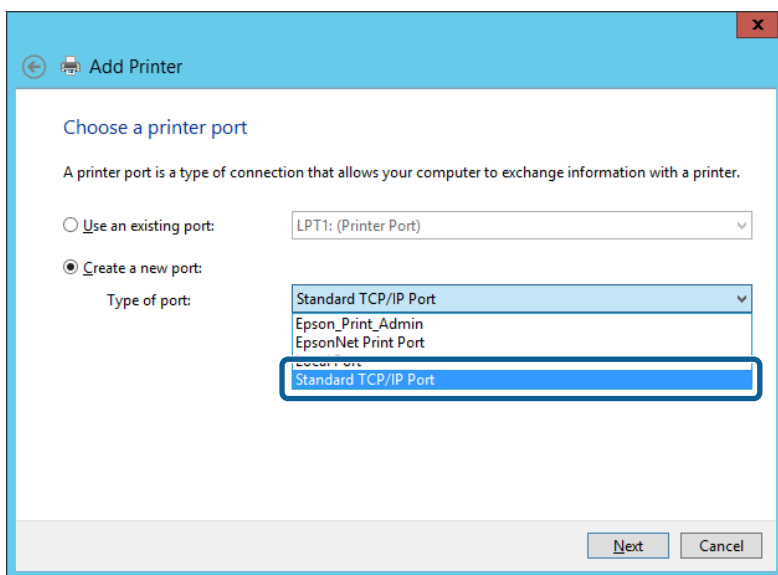 x
Add Printer
Choose a printer port
A printer port is a type of connection that allows your computer to exchange information with a printer.
Use an existing port: LPT1: (Printer Port)
Create a new port:
Type of port: Standard TCP/IP Port
Epson_Print_Admin
EpsonNet Print Port
Local Port
Standard TCP/IP Port
Next Cancel